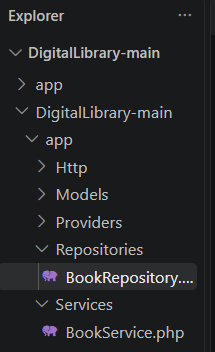 Explorer ...
DigitalLibrary-main
app
DigitalLibrary-main
app
Http
Models
Providers
Repositories
BookRepository....
Services
BookService.php